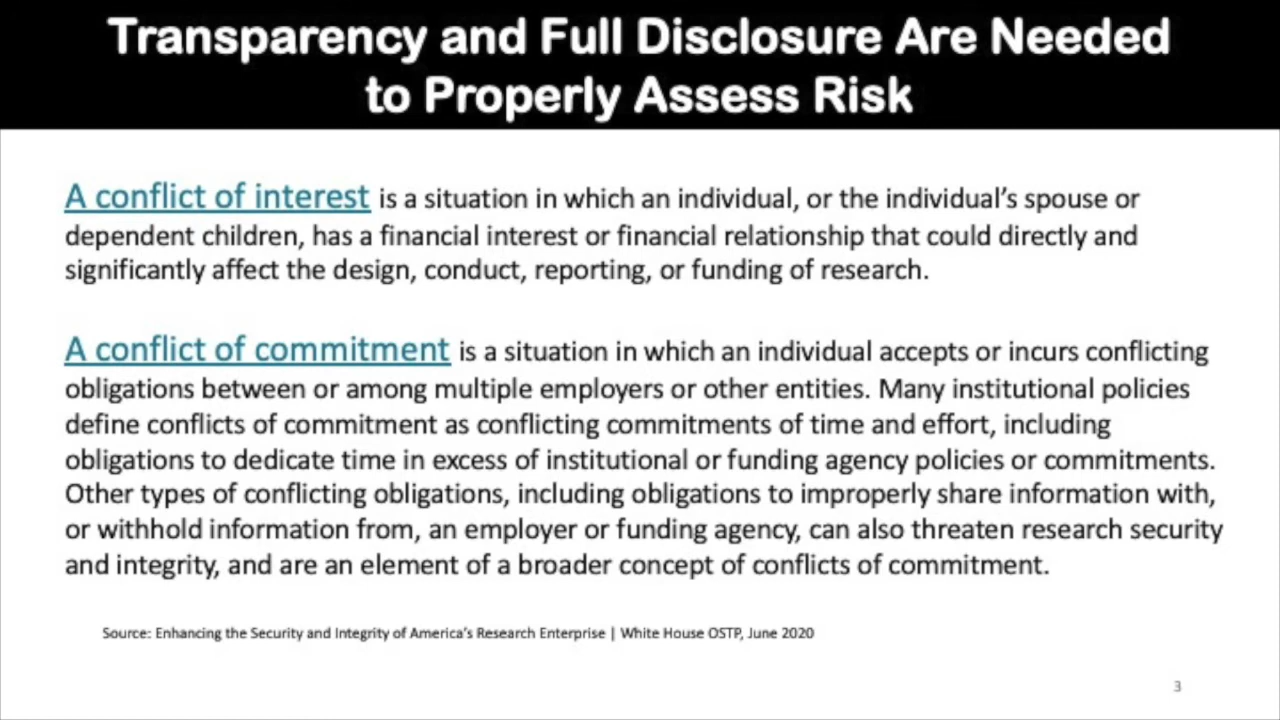 Transparency and Full Disclosure Are Needed
to Properly Assess Risk
A conflict of interest is a situation in which an individual, or the individual’s spouse or
dependent children, has a financial interest or financial relationship that could directly and
significantly affect the design, conduct, reporting, or funding of research.
A conflict of commitment is a situation in which an individual accepts or incurs conflicting
obligations between or among multiple employers or other entities. Many institutional policies
define conflicts of commitment as conflicting commitments of time and effort, including
obligations to dedicate time in excess of institutional or funding agency policies or commitments.
Other types of conflicting obligations, including obligations to improperly share information with,
or withhold information from, an employer or funding agency, can also threaten research security
and integrity, and are an element of a broader concept of conflicts of commitment.
Source: Enhancing the Security and Integrity of America’s Research Enterprise | White House OSTP, June 2020
3